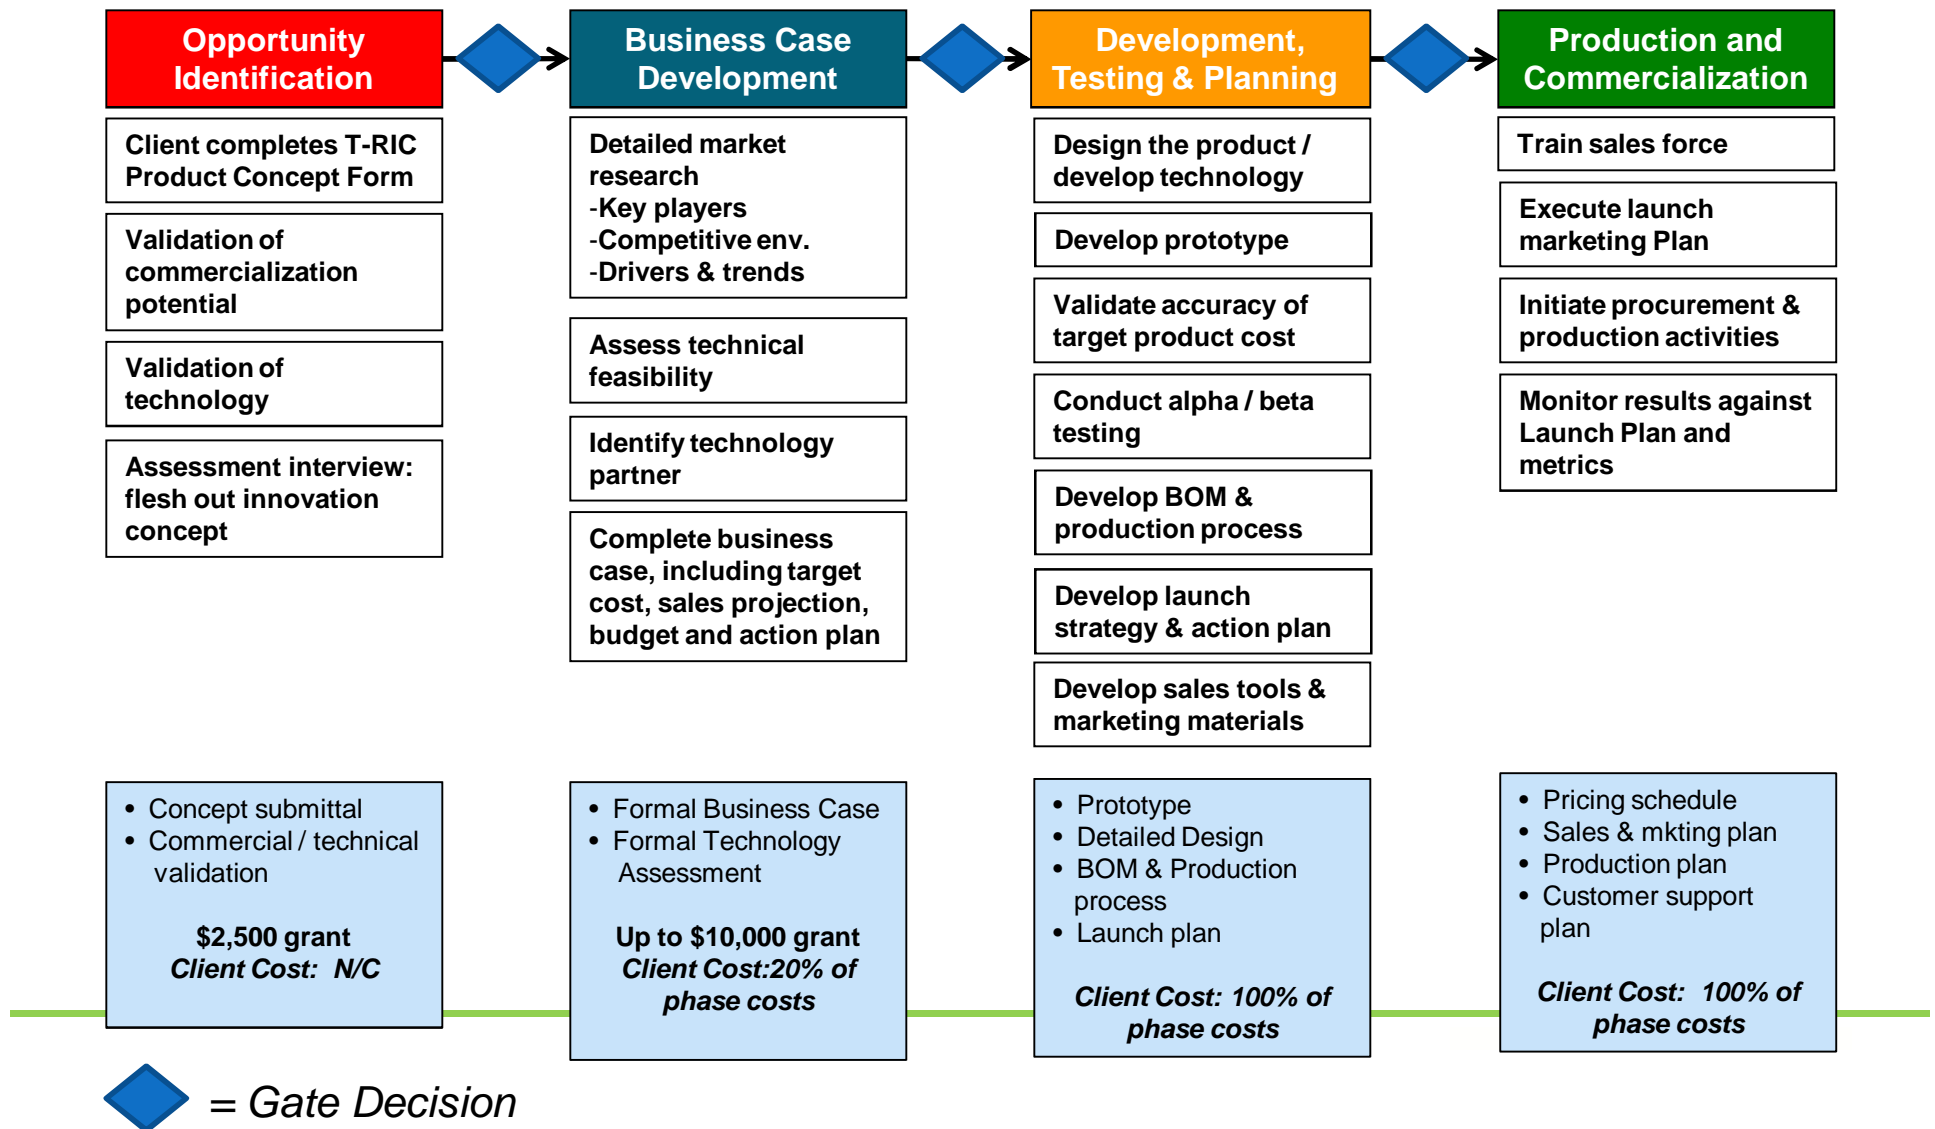 Opportunity
Identification
Business Case
Development
Development,
Testing & Planning
Production and
Commercialization
Client completes T-RIC
Product Concept Form
Validation of
commercialization
potential
Validation of
technology
Assessment interview:
flesh out innovation
concept
Detailed market
research
-Key players
-Competitive env.
-Drivers & trends
Assess technical
feasibility
Identify technology
partner
Complete business
case, including target
cost, sales projection,
budget and action plan
Design the product /
develop technology
Develop prototype
Validate accuracy of
target product cost
Conduct alpha / beta
testing
Develop BOM &
production process
Develop launch
strategy & action plan
Develop sales tools &
marketing materials
Train sales force
Execute launch
marketing Plan
Initiate procurement &
production activities
Monitor results against
Launch Plan and
metrics
• Concept submittal
• Commercial / technical
validation
$2,500 grant
Client Cost: N/C
• Formal Business Case
• Formal Technology
Assessment
Up to $10,000 grant
Client Cost:20% of
phase costs
• Prototype
• Detailed Design
• BOM & Production
process
• Launch plan
Client Cost: 100% of
phase costs
• Pricing schedule
• Sales & mkting plan
• Production plan
• Customer support
plan
Client Cost: 100% of
phase costs
= Gate Decision